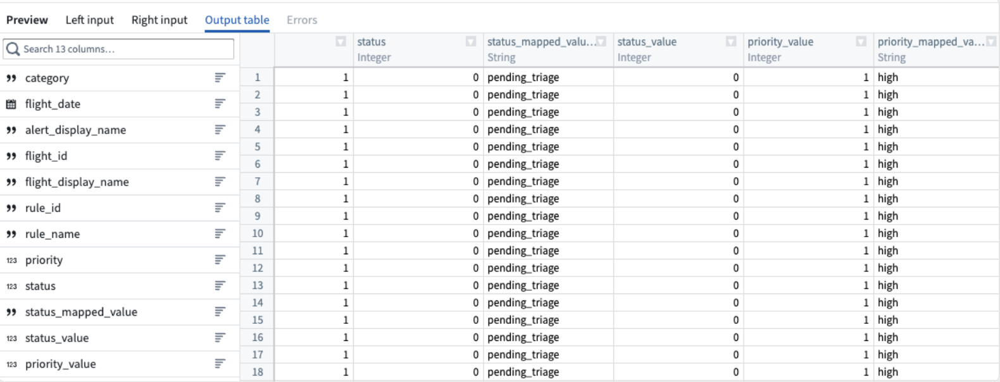 Preview Left input Right input Output table Errors
Search 13 columns...
category
flight_date
alert_display_name
flight_id
flight_display_name
rule_id
rule_name
123 priority
123 status
status_mapped_value
123 status_value
123 priority_value
status status_mapped_valu... status_value priority_value priority_mapped_va...
Integer String Integer Integer String
1 1 0 pending_triage 0 1 high
2 1 0 pending_triage 0 1 high
3 1 0 pending_triage 0 1 high
4 1 0 pending_triage 0 1 high
5 1 0 pending_triage 0 1 high
6 1 0 pending_triage 0 1 high
7 1 0 pending_triage 0 1 high
8 1 0 pending_triage 0 1 high
9 1 0 pending_triage 0 1 high
10 1 0 pending_triage 0 1 high
11 1 0 pending_triage 0 1 high
12 1 0 pending_triage 0 1 high
13 1 0 pending_triage 0 1 high
14 1 0 pending_triage 0 1 high
15 1 0 pending_triage 0 1 high
16 1 0 pending_triage 0 1 high
17 1 0 pending_triage 0 1 high
18 1 0 pending_triage 0 1 high